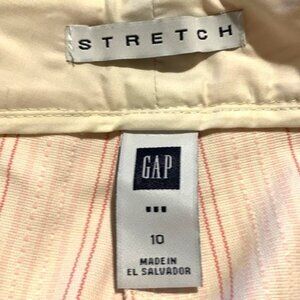 STRETCH
GAP
10
MADE IN
EL SALVADOR